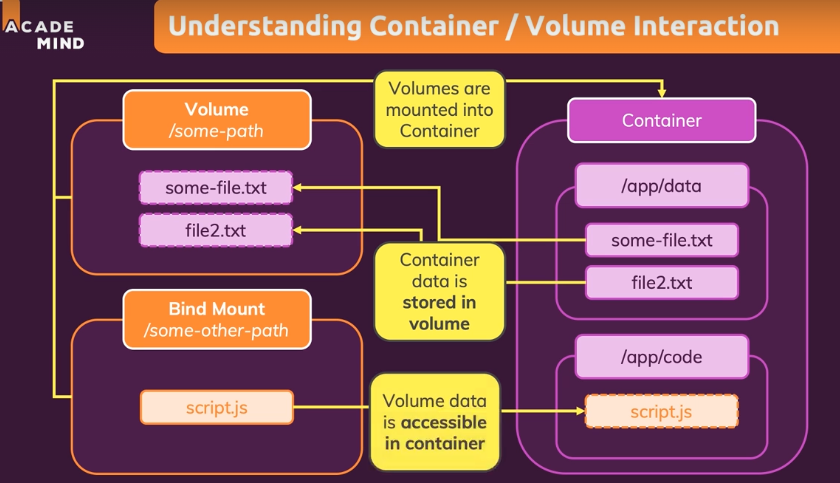 ACADE
MIND
Understanding Container / Volume Interaction
Volumes are
mounted into
Container
Volume
/some-path
some-file.txt
file2.txt
Container
/app/data
some-file.txt
file2.txt
Container
data is
stored in
volume
Bind Mount
/some-other-path
script.js
Volume data
is accessible
in container
/app/code
script.js